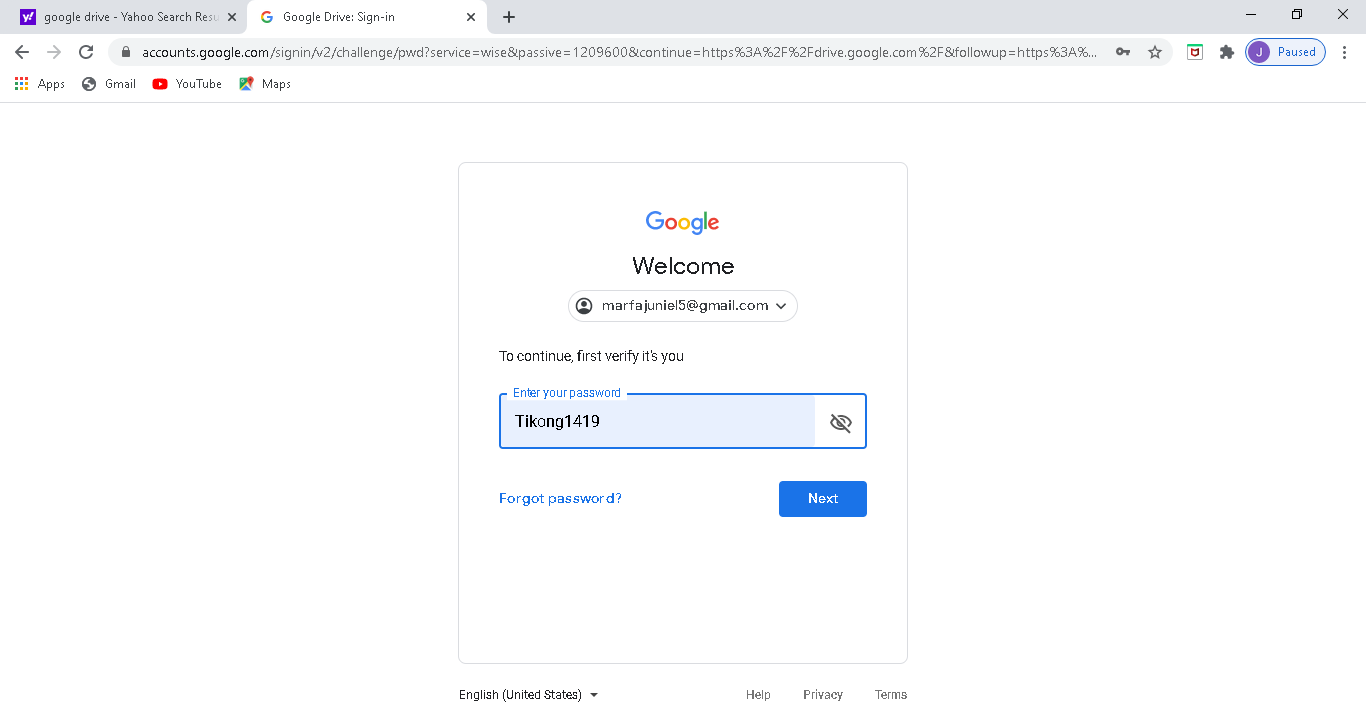 google drive - Yahoo Search Resu
Google Drive: Sign-in
accounts.google.com/signin/v2/challenge/pwd?service=wise&passive=1209600&continue=https%3A%2F%2Fdrive.google.com%2F&followup=https%3A%...
J Paused
Apps Gmail YouTube Maps
Google
Welcome
marfajuniel5@gmail.com
To continue, first verify it's you
Enter your password
Tikong1419
Forgot password? Next
English (United States) Help Privacy Terms